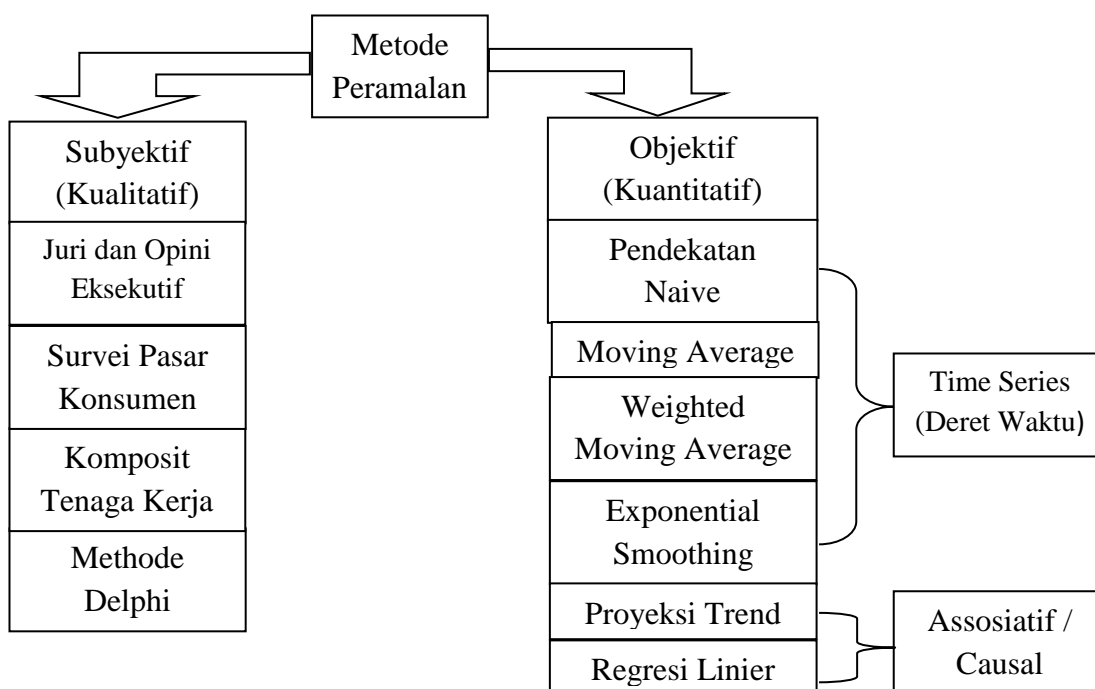 Metode
Peramalan
Subyektif
(Kualitatif)
Juri dan Opini
Eksekutif
Survei Pasar
Konsumen
Komposit
Tenaga Kerja
Methode
Delphi
Objektif
(Kuantitatif)
Pendekatan
Naive
Moving Average
Weighted
Moving Average
Exponential
Smoothing
Proyeksi Trend
Regresi Linier
Time Series
(Deret Waktu)
Assosiatif /
Causal